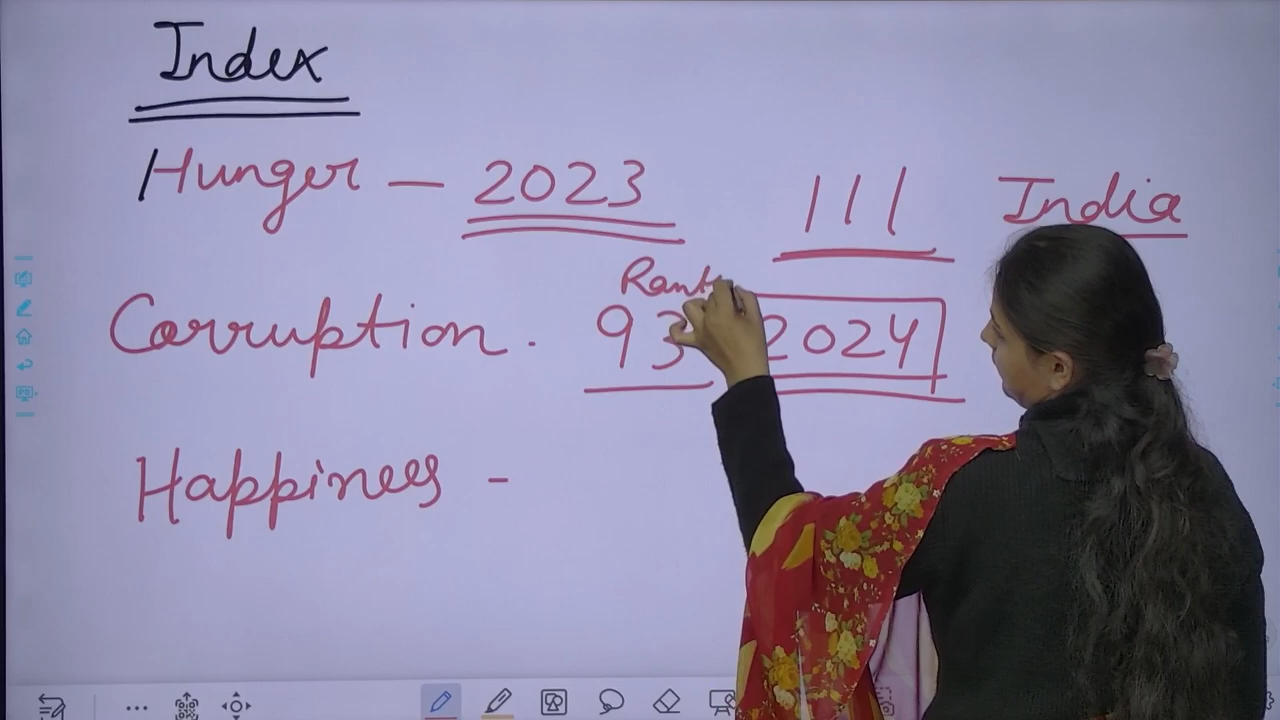 Index
Hunger - 2023 111 India
Rank
Corruption. 93 2024
Happiness -